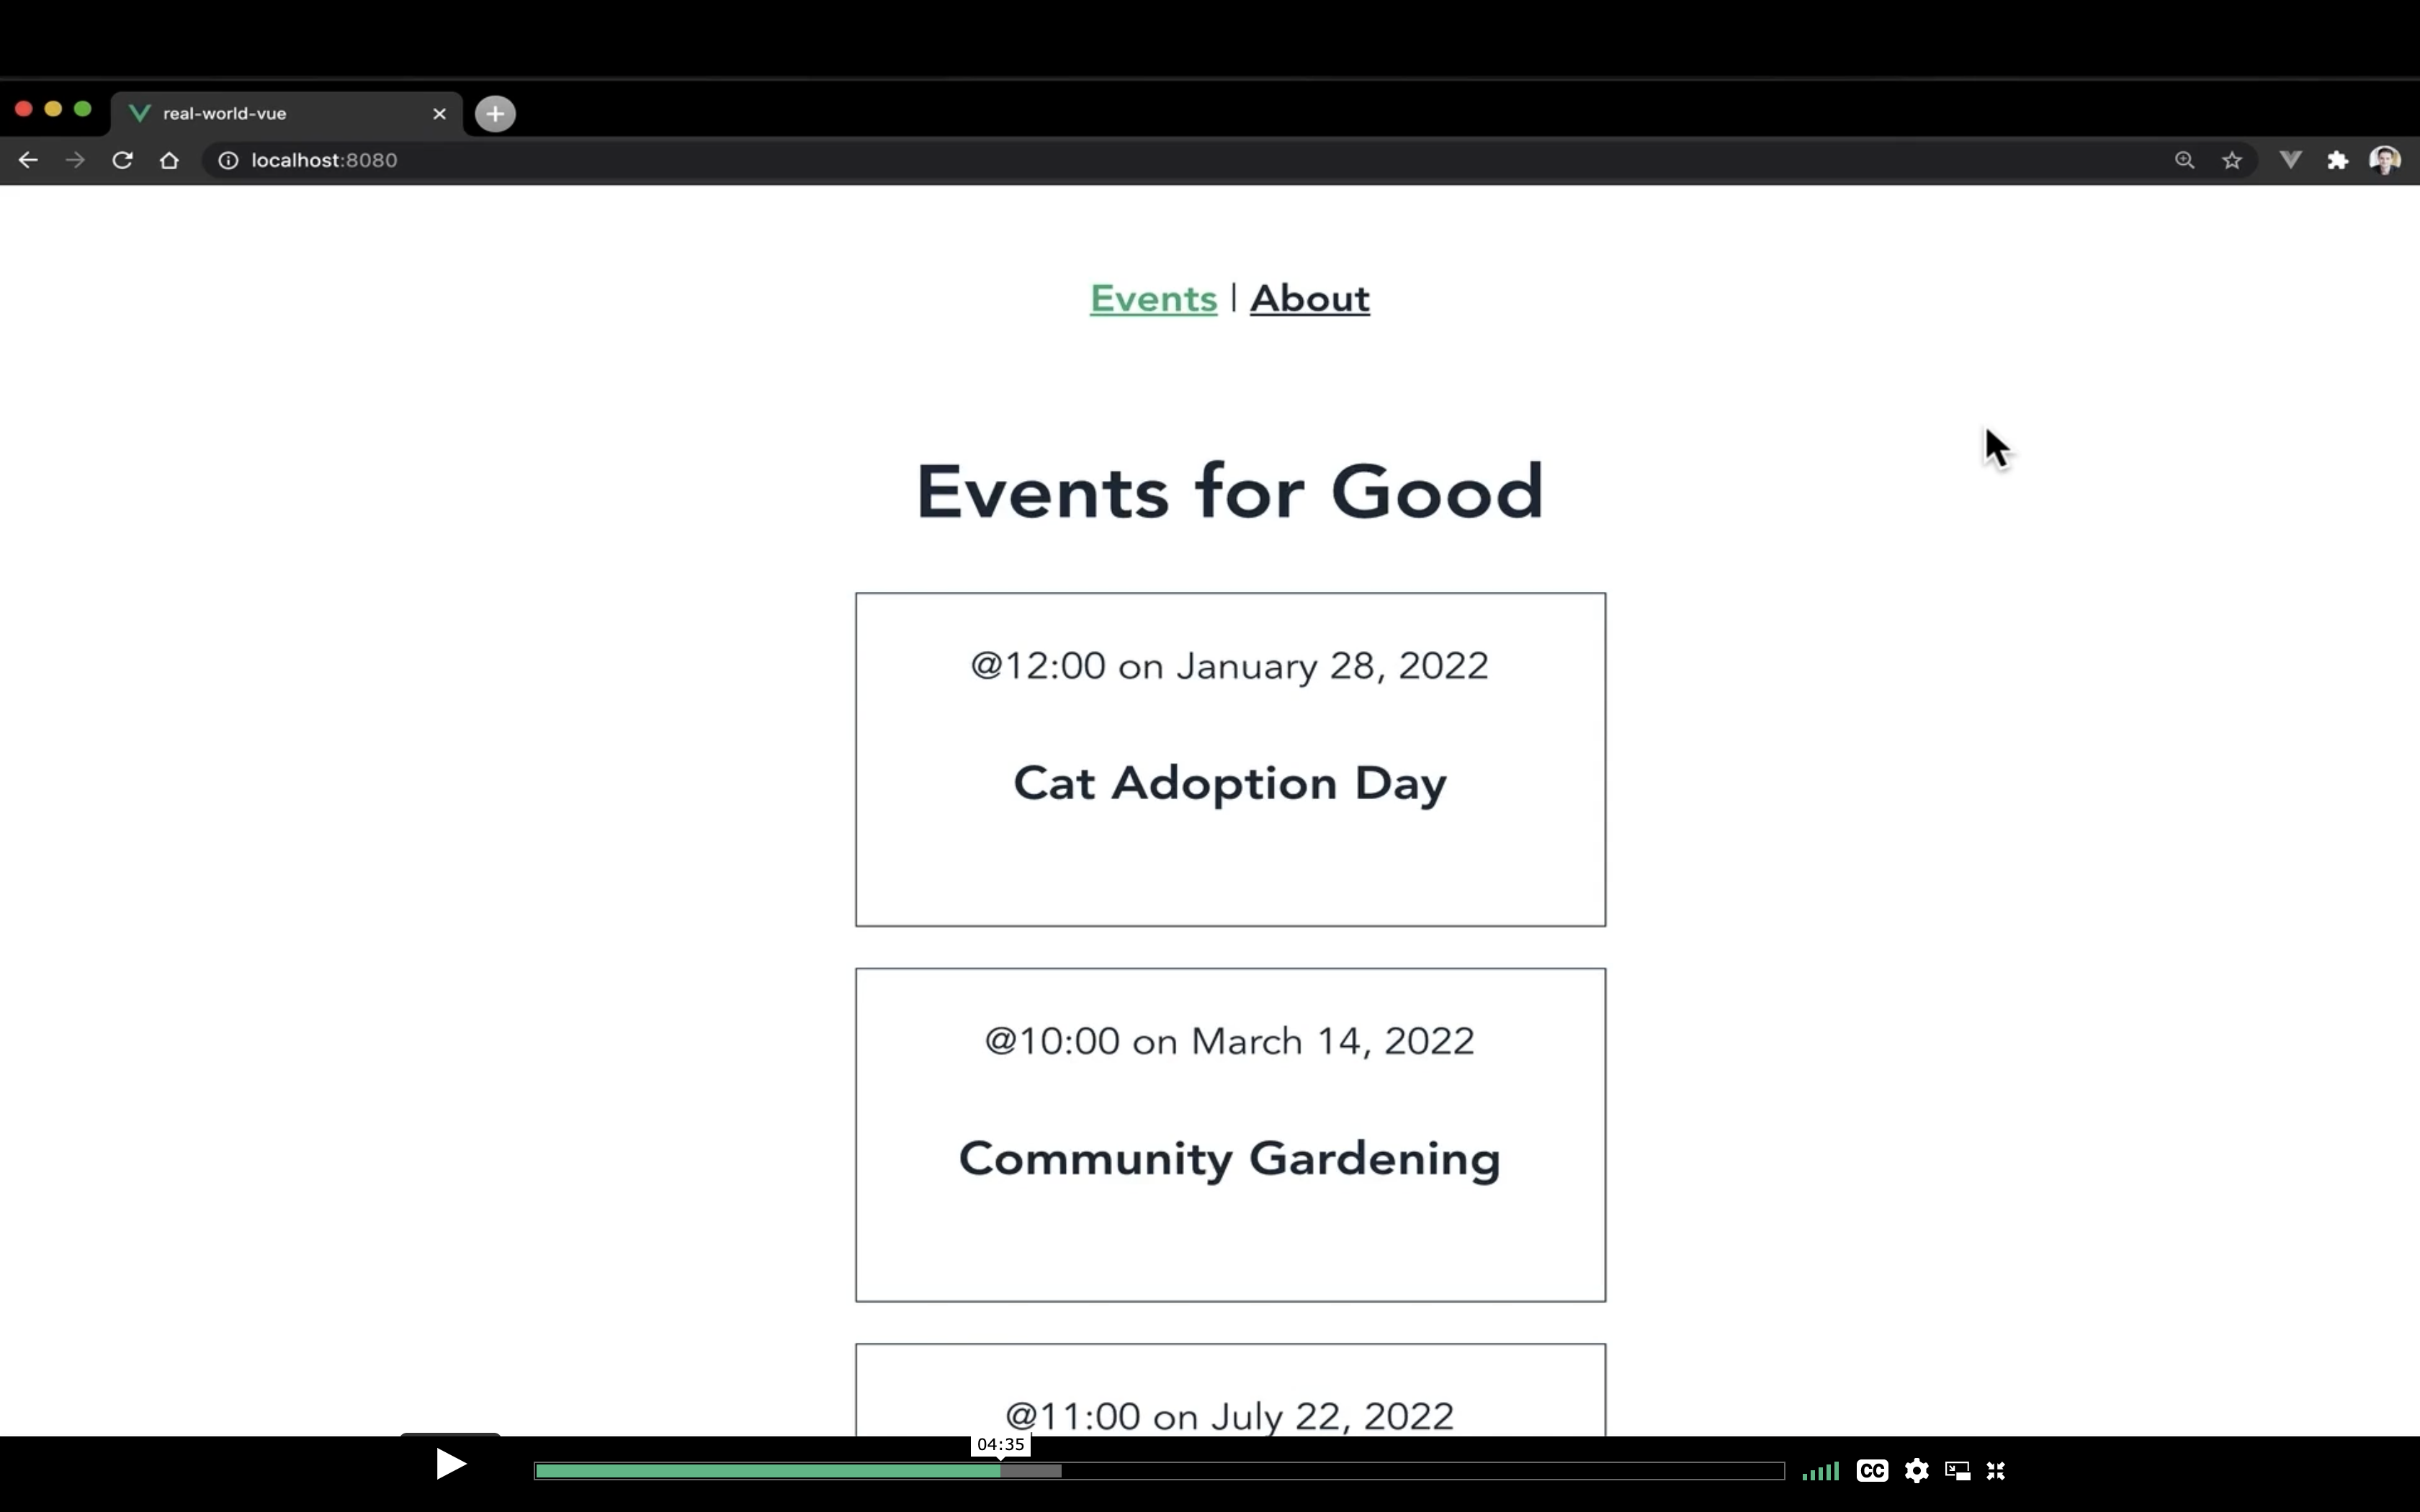 real-world-vue
localhost:8080
Events | About
Events for Good
@12:00 on January 28, 2022
Cat Adoption Day
@10:00 on March 14, 2022
Community Gardening
@11:00 on July 22, 2022
04:35
CC